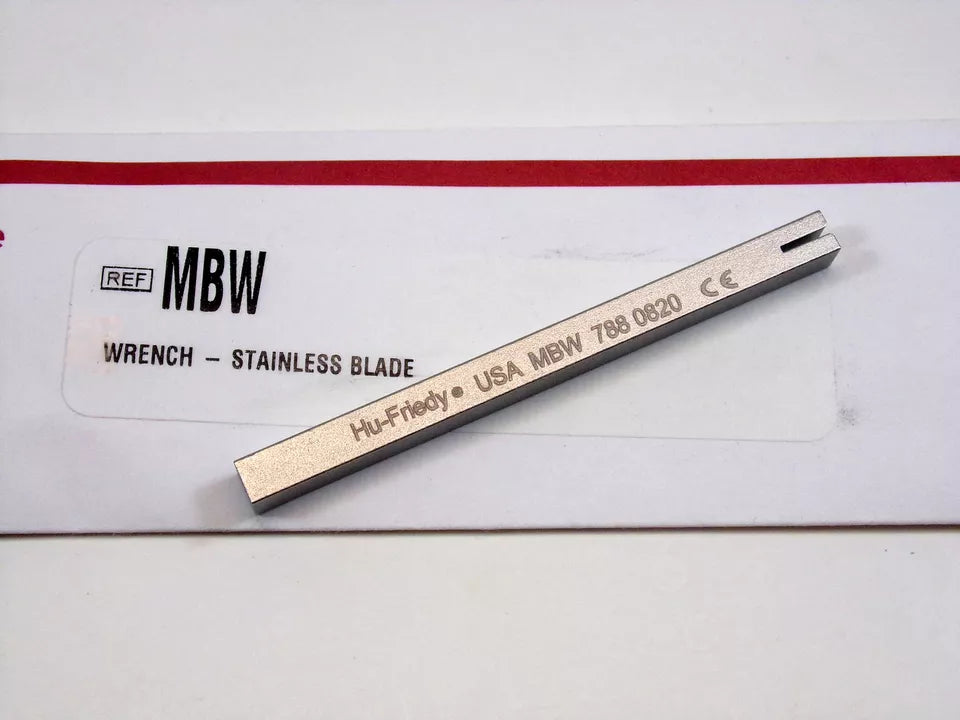 REF MBW
WRENCH – STAINLESS BLADE
Hu-Friedy® USA MBW 788 0820 CE